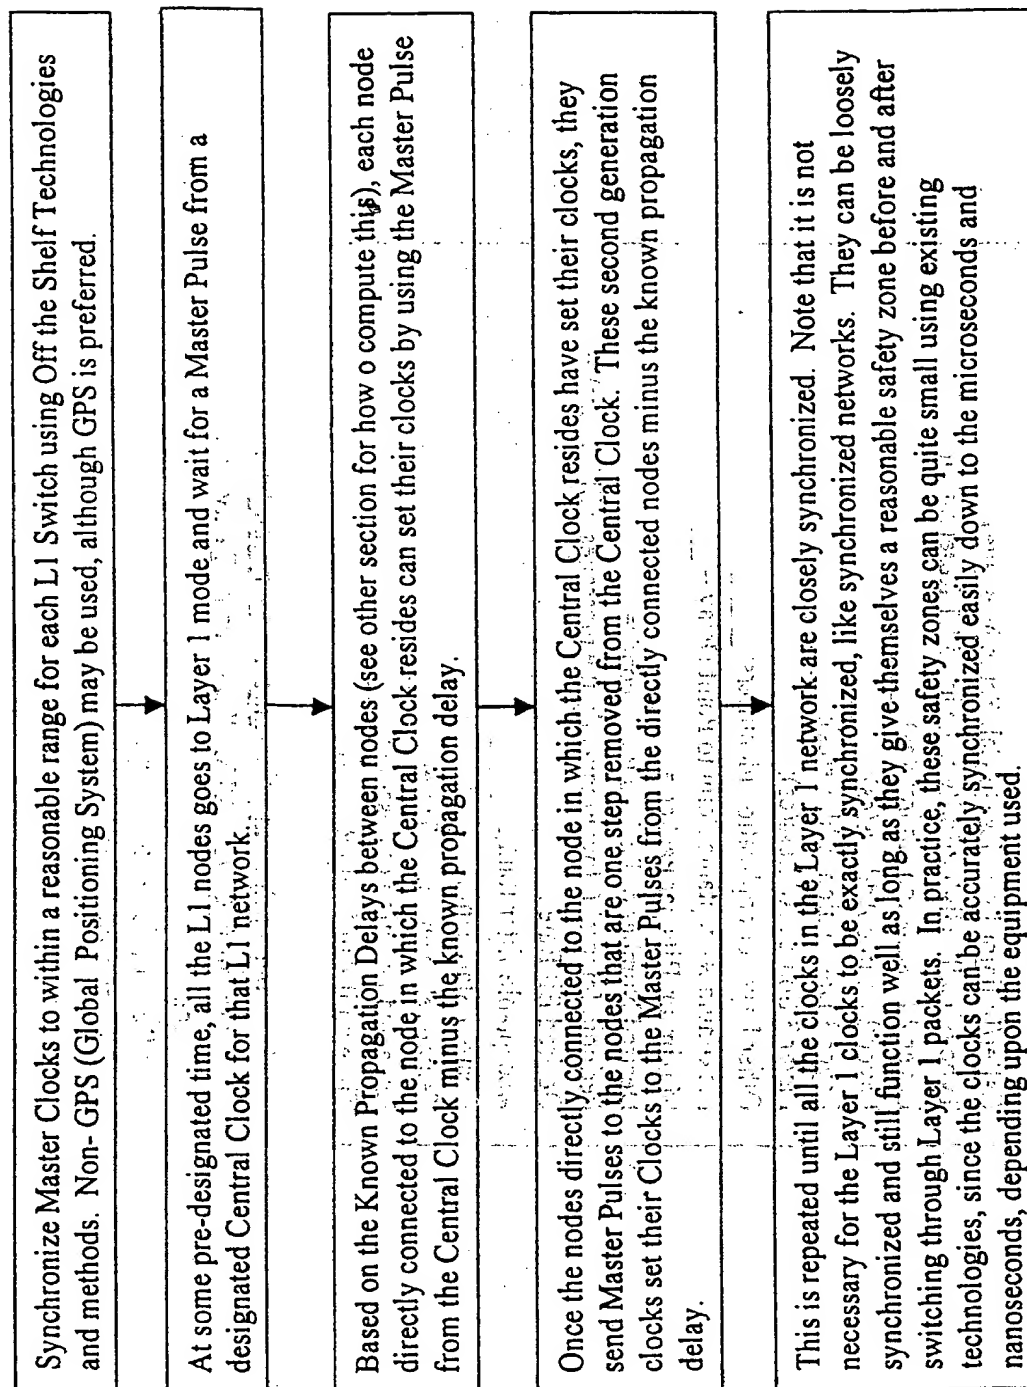 Synchronize Master Clocks to within a reasonable range for each L1 Switch using Off the Shelf Technologies
and methods. Non- GPS (Global Positioning System) may be used, although GPS is preferred.
At some pre-designated time, all the L1 nodes goes to Layer 1 mode and wait for a Master Pulse from a
designated Central Clock for that L1 network.
Based on the Known Propagation Delays between nodes (see other section for how o compute this), each node
directly connected to the node in which the Central Clock resides can set their clocks by using the Master Pulse
from the Central Clock minus the known propagation delay.
Once the nodes directly connected to the node in which the Central Clock resides have set their clocks, they
send Master Pulses to the nodes that are one step removed from the Central Clock. These second generation
clocks set their Clocks to the Master Pulses from the directly connected nodes minus the known propagation
delay.
This is repeated until all the clocks in the Layer 1 network are closely synchronized. Note that it is not
necessary for the Layer 1 clocks to be exactly synchronized, like synchronized networks. They can be loosely
synchronized and still function well as long as they give themselves a reasonable safety zone before and after
switching through Layer 1 packets. In practice, these safety zones can be quite small using existing
technologies, since the clocks can be accurately synchronized easily down to the microseconds and
nanoseconds, depending upon the equipment used.